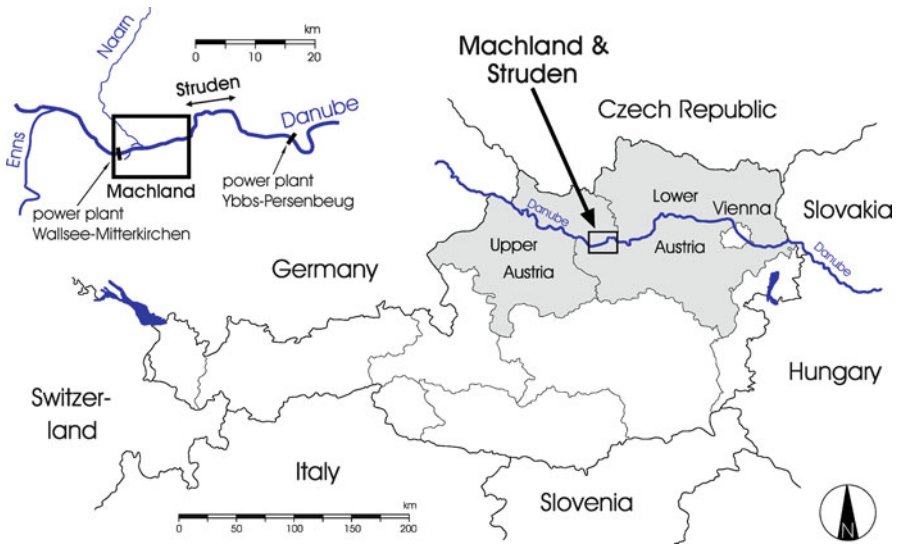 km
0 10 20
Naarn
Struden
Danube
Enns
Machland
power plant
Wallsee-Mitterkirchen
power plant
Ybbs-Persenbeug
Machland &
Struden
Czech Republic
Danube
Lower
Austria
Vienna
Slovakia
Upper
Austria
Danube
Germany
Hungary
Switzer-
land
Italy
Slovenia
km
0 50 100 150 200
N